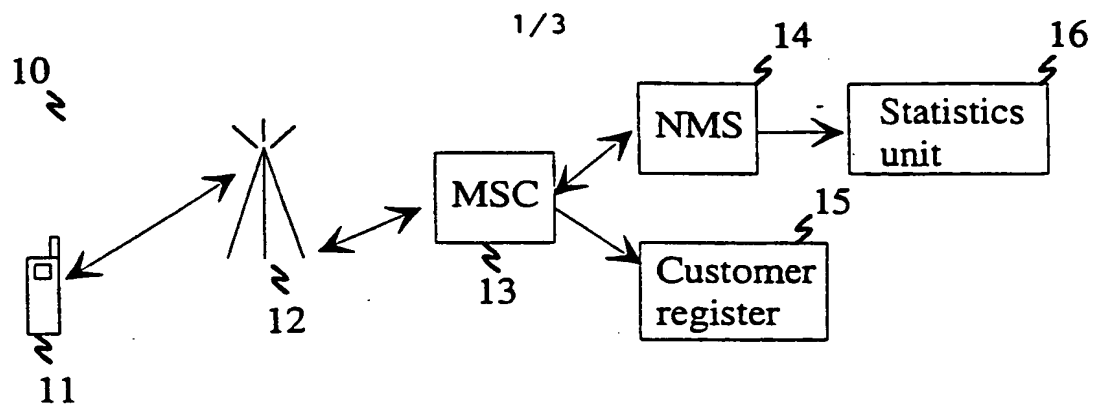 1/3
10
14
16
NMS
Statistics
unit
MSC
15
13
Customer
register
12
11